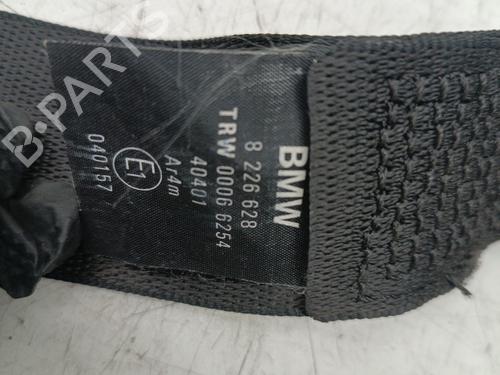 BMW
8 226 628
TRW 0006 6254
40401
Ar4m
E1
040157
B-PARTS